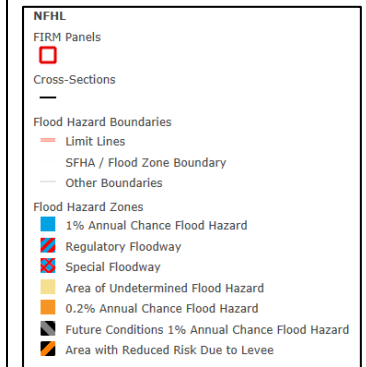 NFHL
FIRM Panels
Cross-Sections
Flood Hazard Boundaries
Limit Lines
SFHA / Flood Zone Boundary
Other Boundaries
Flood Hazard Zones
1% Annual Chance Flood Hazard
Regulatory Floodway
Special Floodway
Area of Undetermined Flood Hazard
0.2% Annual Chance Flood Hazard
Future Conditions 1% Annual Chance Flood Hazard
Area with Reduced Risk Due to Levee